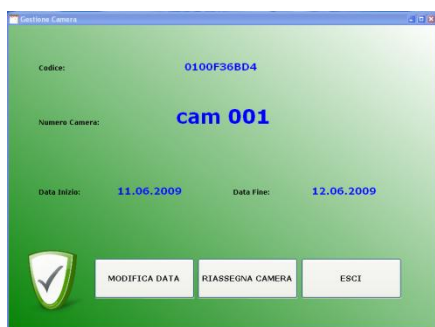 Gestione Camera
Codice: 0100F36BD4
Numero Camera: cam 001
Data Inizio: 11.06.2009 Data Fine: 12.06.2009
MODIFICA DATA RIASSEGNA CAMERA ESCI